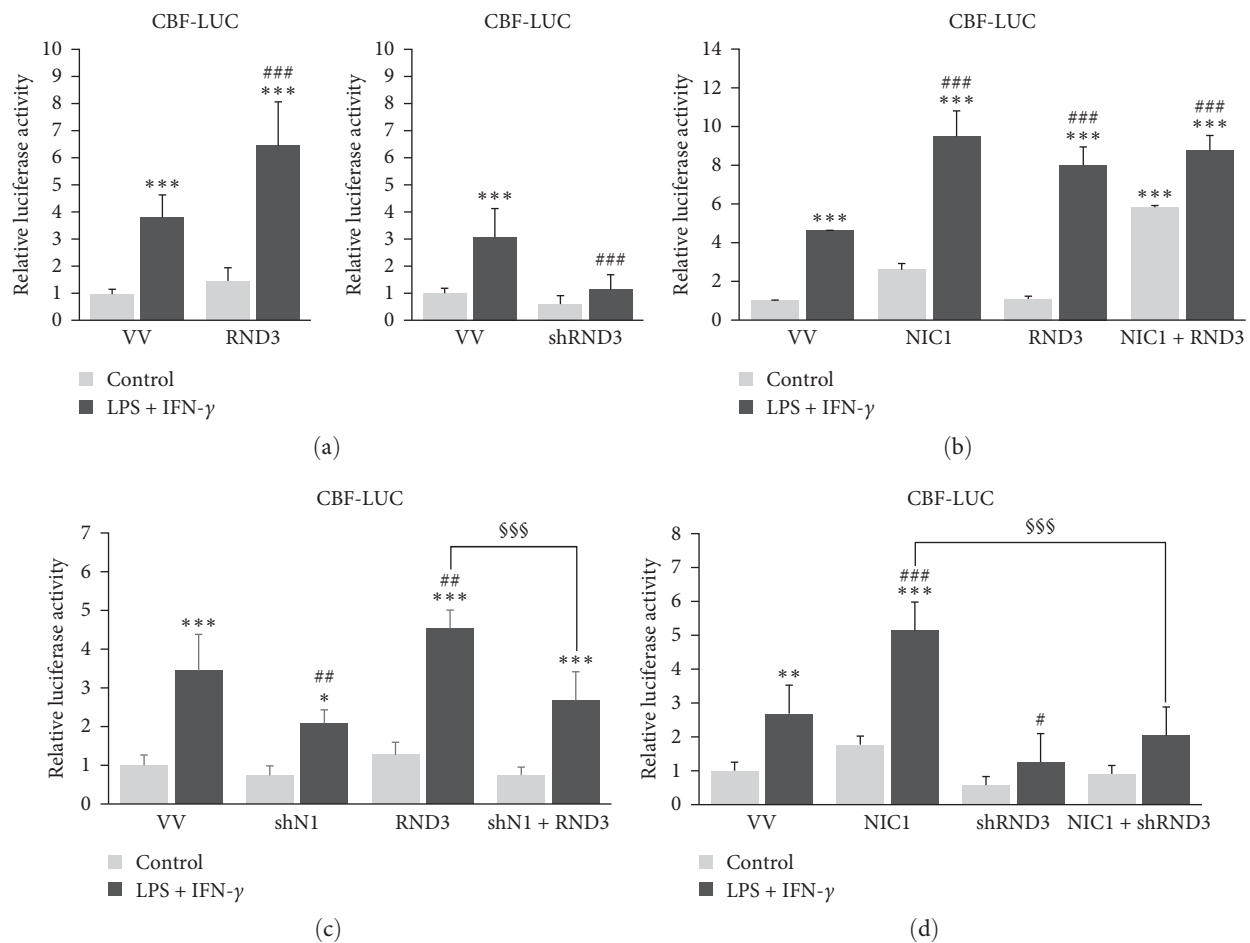 CBF-LUC
Relative luciferase activity
10
9
8
7
6
5
4
3
2
1
0
***
###
***
VV
RND3
CBF-LUC
Relative luciferase activity
10
9
8
7
6
5
4
3
2
1
0
***
###
VV
shRND3
Control
LPS + IFN-γ
(a)
CBF-LUC
Relative luciferase activity
14
12
10
8
6
4
2
0
***
###
***
###
***
***
###
***
VV
NIC1
RND3
NIC1 + RND3
Control
LPS + IFN-γ
(b)
CBF-LUC
Relative luciferase activity
7
6
5
4
3
2
1
0
***
##
*
##
***
§§§
***
VV
shN1
RND3
shN1 + RND3
Control
LPS + IFN-γ
(c)
CBF-LUC
Relative luciferase activity
8
7
6
5
4
3
2
1
0
**
###
***
§§§
#
VV
NIC1
shRND3
NIC1 + shRND3
Control
LPS + IFN-γ
(d)